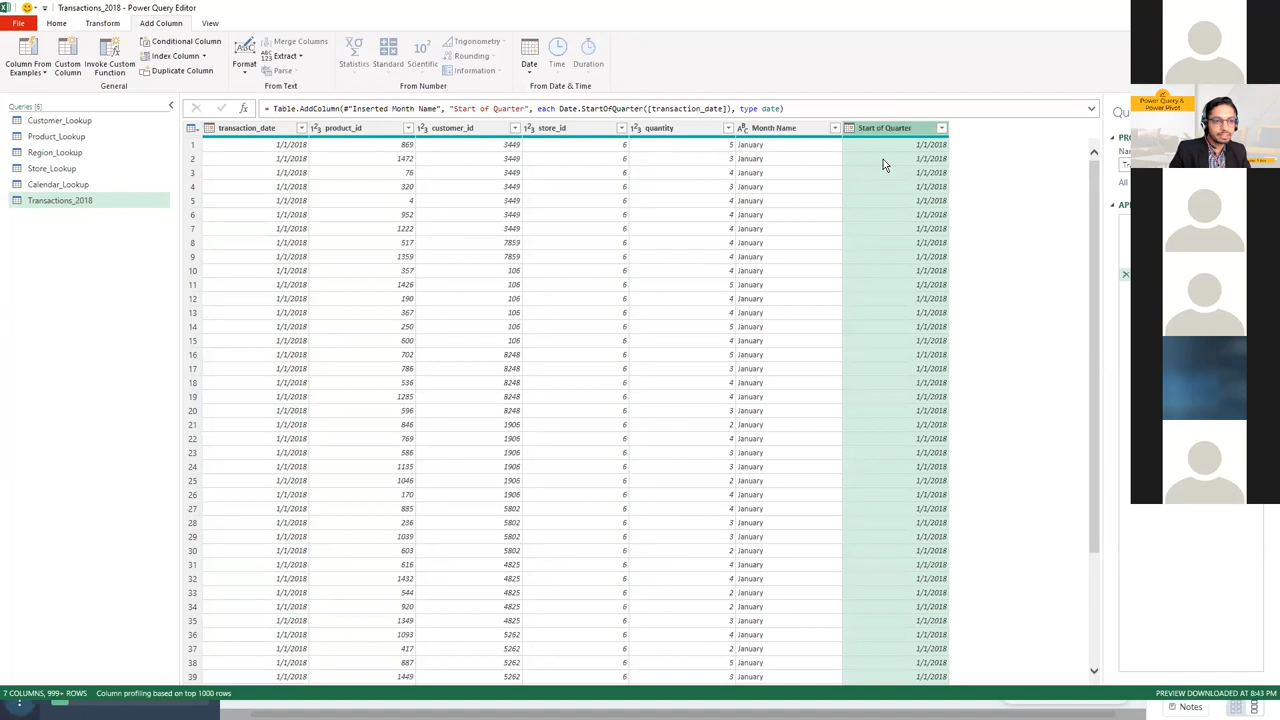 Transactions_2018 - Power Query Editor
File Home Transform Add Column View
Column From Examples Custom Column Invoke Custom Function
Conditional Column
Index Column
Duplicate Column
General
Format
Merge Columns
Extract
Parse
From Text
Statistics Standard Scientific
Trigonometry
Rounding
Information
From Number
Date Time Duration
From Date & Time
Queries [6]
Customer_Lookup
Product_Lookup
Region_Lookup
Store_Lookup
Calendar_Lookup
Transactions_2018
= Table.AddColumn(#"Inserted Month Name", "Start of Quarter", each Date.StartOfQuarter([transaction_date]), type date)
transaction_date product_id customer_id store_id quantity Month Name Start of Quarter
1 1/1/2018 869 3449 6 5 January 1/1/2018
2 1/1/2018 1472 3449 6 3 January 1/1/2018
3 1/1/2018 76 3449 6 4 January 1/1/2018
4 1/1/2018 320 3449 6 4 January 1/1/2018
5 1/1/2018 4 3449 6 4 January 1/1/2018
6 1/1/2018 952 3449 6 4 January 1/1/2018
7 1/1/2018 1222 3449 6 4 January 1/1/2018
8 1/1/2018 517 7859 6 4 January 1/1/2018
9 1/1/2018 1359 7859 6 4 January 1/1/2018
10 1/1/2018 357 106 6 4 January 1/1/2018
11 1/1/2018 1426 106 6 5 January 1/1/2018
12 1/1/2018 190 106 6 4 January 1/1/2018
13 1/1/2018 367 106 6 4 January 1/1/2018
14 1/1/2018 250 106 6 5 January 1/1/2018
15 1/1/2018 600 106 6 4 January 1/1/2018
16 1/1/2018 702 8248 6 5 January 1/1/2018
17 1/1/2018 786 8248 6 3 January 1/1/2018
18 1/1/2018 536 8248 6 4 January 1/1/2018
19 1/1/2018 1285 8248 6 4 January 1/1/2018
20 1/1/2018 596 8248 6 3 January 1/1/2018
21 1/1/2018 846 1906 6 2 January 1/1/2018
22 1/1/2018 769 1906 6 4 January 1/1/2018
23 1/1/2018 586 1906 6 3 January 1/1/2018
24 1/1/2018 1135 1906 6 3 January 1/1/2018
25 1/1/2018 1046 1906 6 2 January 1/1/2018
26 1/1/2018 170 1906 6 4 January 1/1/2018
27 1/1/2018 885 5802 6 4 January 1/1/2018
28 1/1/2018 236 5802 6 3 January 1/1/2018
29 1/1/2018 1039 5802 6 3 January 1/1/2018
30 1/1/2018 603 5802 6 2 January 1/1/2018
31 1/1/2018 616 4825 6 4 January 1/1/2018
32 1/1/2018 1432 4825 6 4 January 1/1/2018
33 1/1/2018 544 4825 6 2 January 1/1/2018
34 1/1/2018 920 4825 6 2 January 1/1/2018
35 1/1/2018 1349 4825 6 3 January 1/1/2018
36 1/1/2018 1093 5262 6 4 January 1/1/2018
37 1/1/2018 417 5262 6 2 January 1/1/2018
38 1/1/2018 887 5262 6 5 January 1/1/2018
39 1/1/2018 1449 5262 6 3 January 1/1/2018
Power Query &
Power Pivot
7 COLUMNS, 999+ ROWS Column profiling based on top 1000 rows
PREVIEW DOWNLOADED AT 8:43 PM
Notes